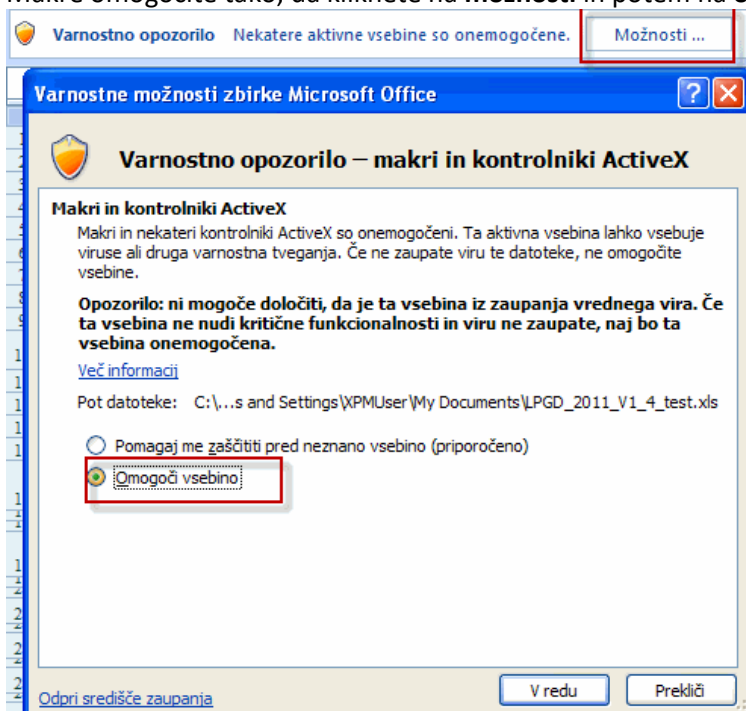 Makre omogočite tako, da kliknete na možnosti in potem na
Varnostno opozorilo Nekatere aktivne vsebine so onemogočene. Možnosti ...
Varnostne možnosti zbirke Microsoft Office
Varnostno opozorilo – makri in kontrolniki ActiveX
Makri in kontrolniki ActiveX
Makri in nekateri kontrolniki ActiveX so onemogočeni. Ta aktivna vsebina lahko vsebuje
viruse ali druga varnostna tveganja. Če ne zaupate viru te datoteke, ne omogočite
vsebine.
Opozorilo: ni mogoče določiti, da je ta vsebina iz zaupanja vrednega vira. Če
ta vsebina ne nudi kritične funkcionalnosti in viru ne zaupate, naj bo ta
vsebina onemogočena.
Več informacij
Pot datoteke: C:\...s and Settings\XPMUser\My Documents\LPGD_2011_V1_4_test.xls
Pomagaj me zaščititi pred neznano vsebino (priporočeno)
Omogoči vsebino
Odpri središče zaupanja V redu Prekliči